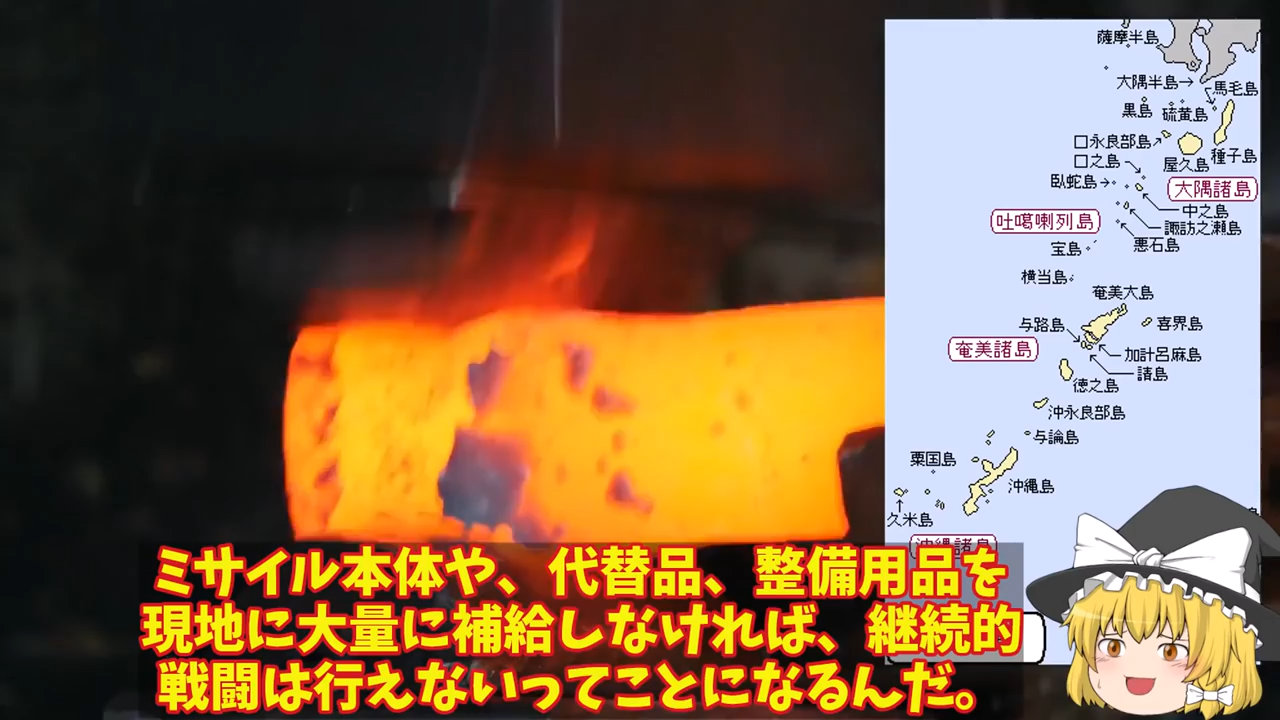 薩摩半島
大隅半島→
馬毛島
黒島
硫黄島
口永良部島
口之島
屋久島
種子島
臥蛇島→
大隅諸島
中之島
吐噶喇列島
諏訪之瀬島
宝島
悪石島
横当島
奄美大島
与路島
喜界島
奄美諸島
加計呂麻島
請島
徳之島
沖永良部島
与論島
粟国島
沖縄島
久米島
沖縄諸島
ミサイル本体や、代替品、整備用品を
現地に大量に補給しなければ、継続的
戦闘は行えないってことになるんだ。